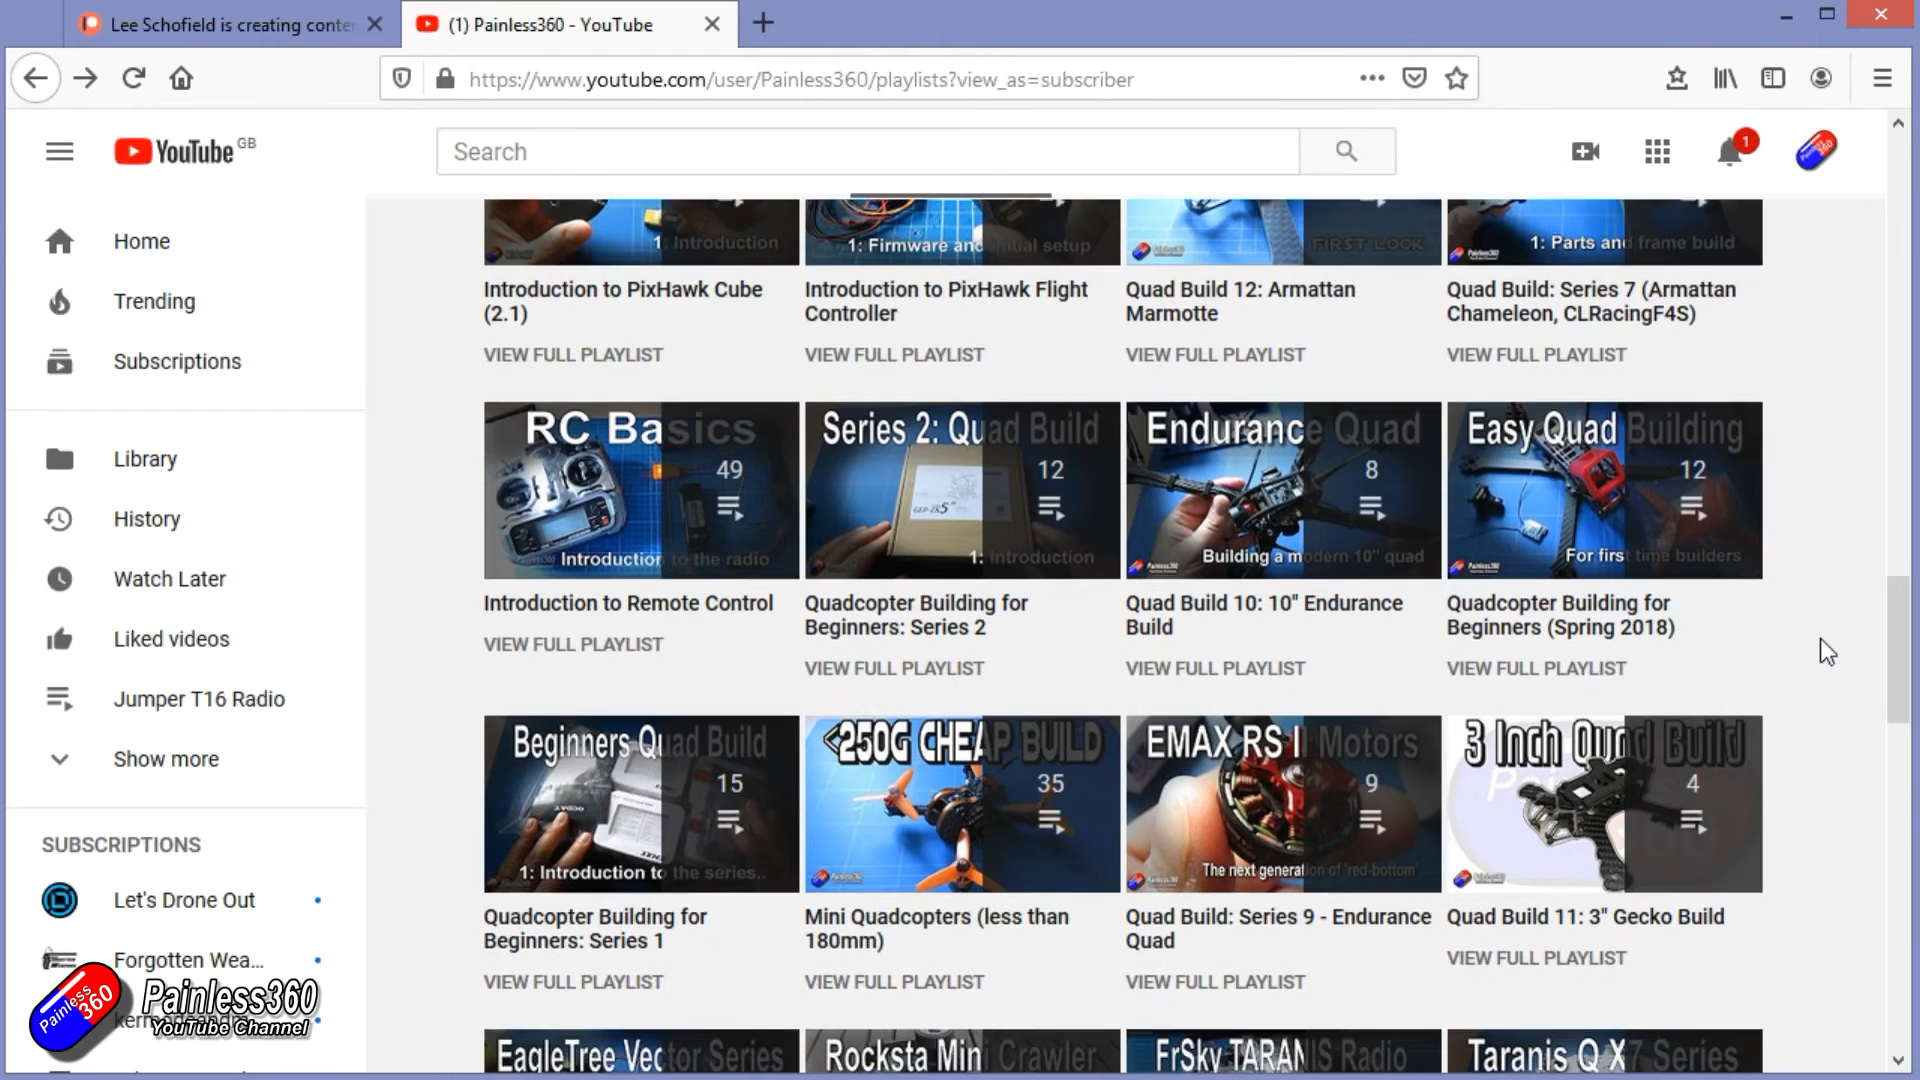 Lee Schofield is creating conte
(1) Painless360 - YouTube
https://www.youtube.com/user/Painless360/playlists?view_as=subscriber
YouTube GB
Search
1
Home
Trending
Subscriptions
Library
History
Watch Later
Liked videos
Jumper T16 Radio
Show more
SUBSCRIPTIONS
Let's Drone Out
Forgotten Wea...
Painless360
Painless360
YouTube Channel
1: Introduction
1: Firmware and initial setup
FIRST LOOK
1: Parts and frame build
Introduction to PixHawk Cube
(2.1)
VIEW FULL PLAYLIST
Introduction to PixHawk Flight
Controller
VIEW FULL PLAYLIST
Quad Build 12: Armattan
Marmotte
VIEW FULL PLAYLIST
Quad Build: Series 7 (Armattan
Chameleon, CLRacingF4S)
VIEW FULL PLAYLIST
RC Basics
49
Introduction to the radio
Series 2: Quad Build
12
1: Introduction
Endurance Quad
8
Building a modern 10" quad
Easy Quad Building
12
For first time builders
Introduction to Remote Control
VIEW FULL PLAYLIST
Quadcopter Building for
Beginners: Series 2
VIEW FULL PLAYLIST
Quad Build 10: 10" Endurance
Build
VIEW FULL PLAYLIST
Quadcopter Building for
Beginners (Spring 2018)
VIEW FULL PLAYLIST
Beginners Quad Build
15
1: Introduction to the series..
<250G CHEAP BUILD
35
EMAX RS II Motors
9
The next generation of 'red-bottom'
3 Inch Quad Build
4
Quadcopter Building for
Beginners: Series 1
VIEW FULL PLAYLIST
Mini Quadcopters (less than
180mm)
VIEW FULL PLAYLIST
Quad Build: Series 9 - Endurance
Quad
VIEW FULL PLAYLIST
Quad Build 11: 3" Gecko Build
VIEW FULL PLAYLIST
EagleTree Vector Series
Rocksta Mini Crawler
FrSky TARANIS Radio
Taranis Q X7 Series